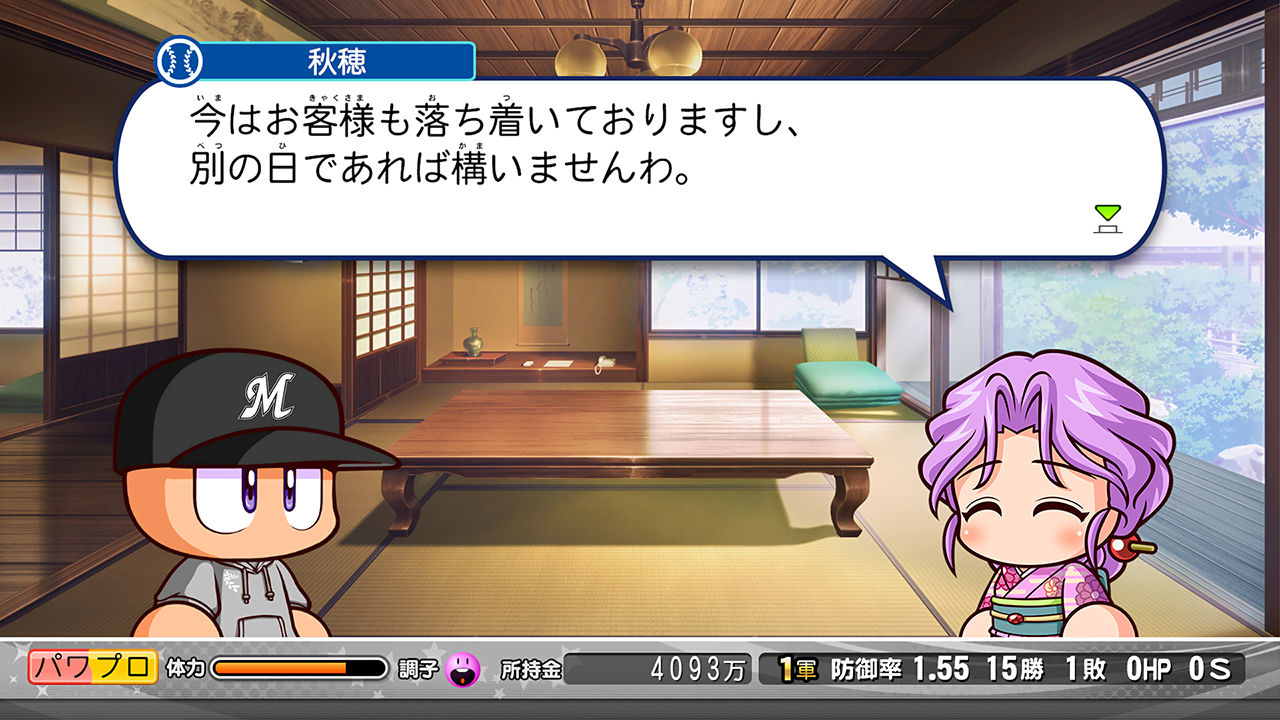 秋穂
今はお客様も落ち着いておりますし、
別の日であれば構いませんわ。
M
パワプロ 体力 調子 所持金 4093万 1軍 防御率 1.55 15勝 1敗 0HP 0S